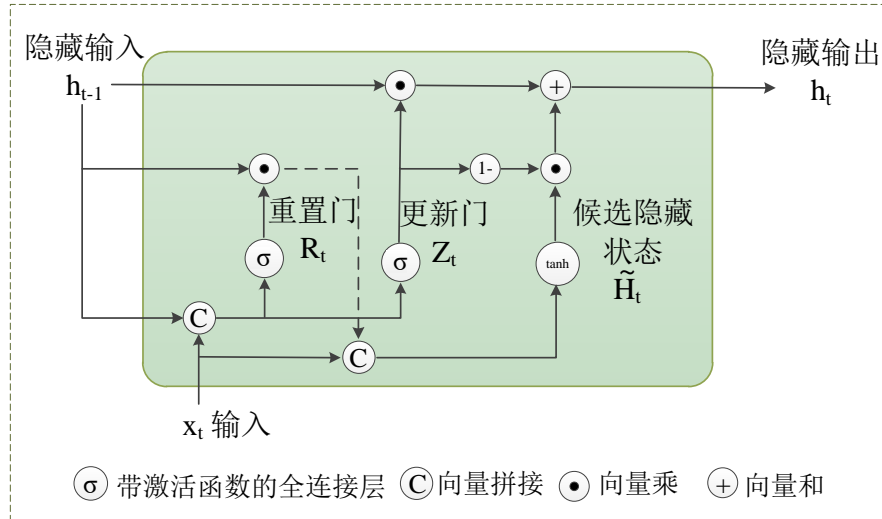 隐藏输入
h_{t-1}
隐藏输出
h_t
1-
重置门
R_t
更新门
Z_t
候选隐藏
状态
H̃_t
σ
σ
tanh
C
C
x_t 输入
σ 带激活函数的全连接层 C 向量拼接 • 向量乘 + 向量和